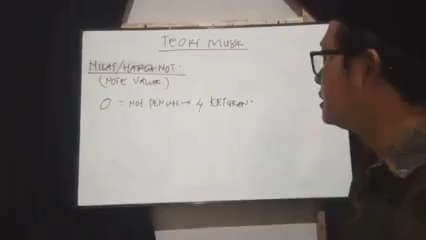 TEORI MUSIK
NILAI/HARGA NOT.
(NOTE VALUE)
O = NOT PENUH → 4 KETUKAN.